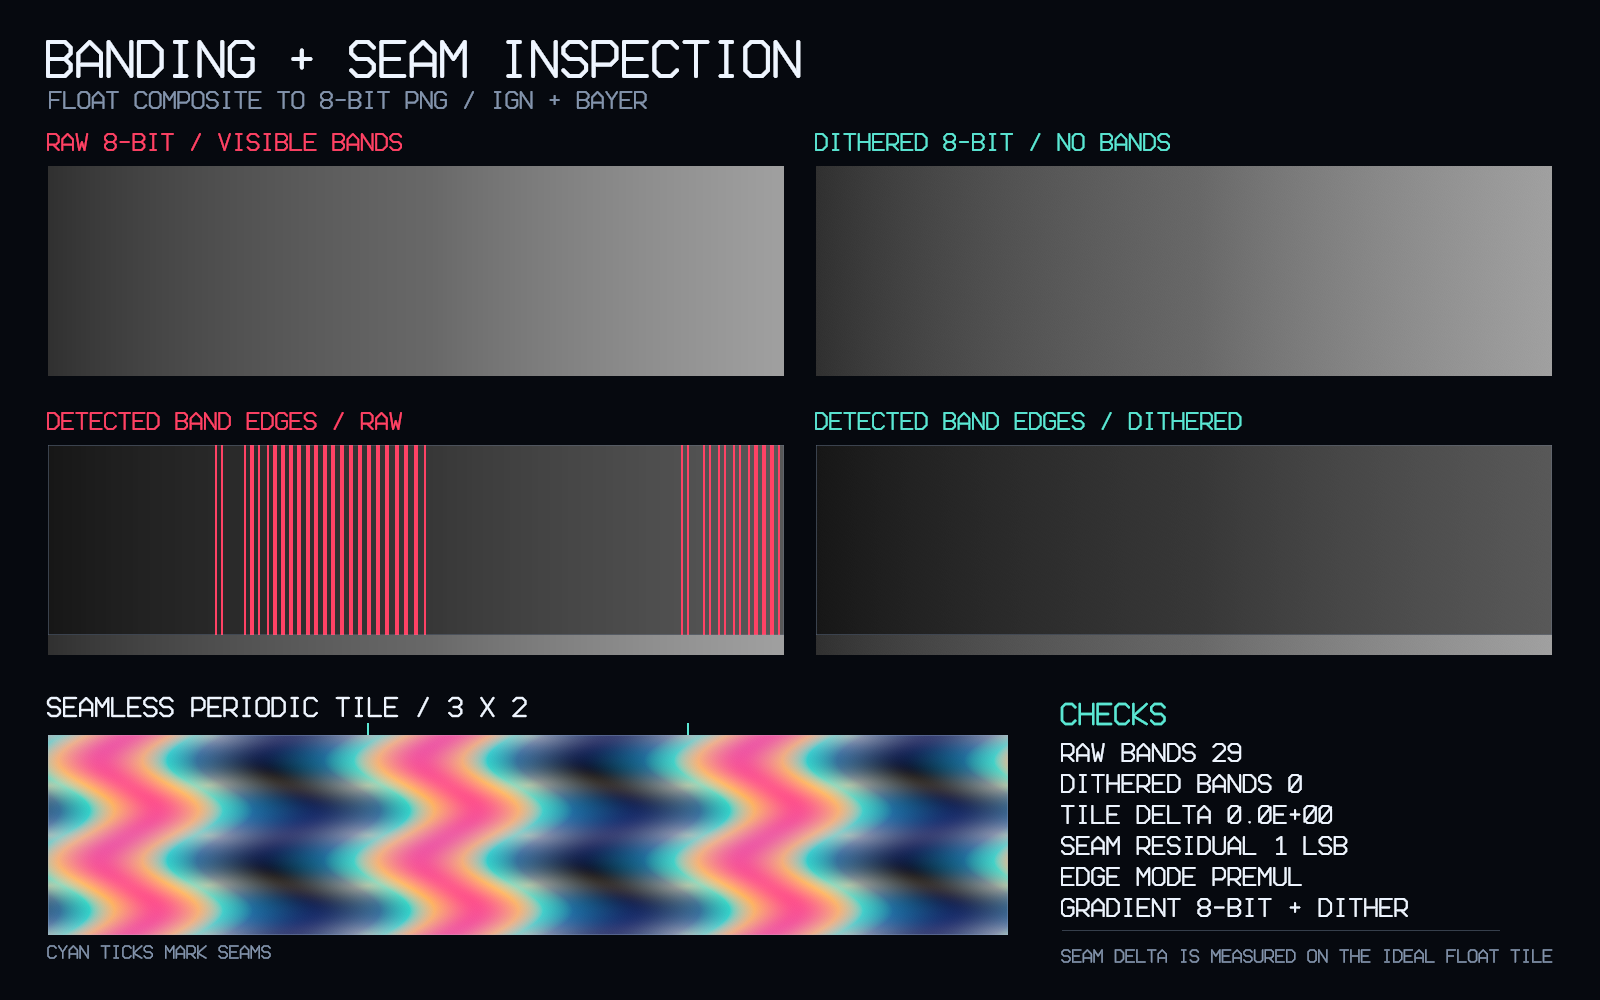 BANDING + SEAM INSPECTION
FLOAT COMPOSITE TO 8-BIT PNG / IGN + BAYER
RAW 8-BIT / VISIBLE BANDS
DITHERED 8-BIT / NO BANDS
DETECTED BAND EDGES / RAW
DETECTED BAND EDGES / DITHERED
SEAMLESS PERIODIC TILE / 3 X 2
CYAN TICKS MARK SEAMS
CHECKS
RAW BANDS 29
DITHERED BANDS 0
TILE DELTA 0.0E+00
SEAM RESIDUAL 1 LSB
EDGE MODE PREMUL
GRADIENT 8-BIT + DITHER
SEAM DELTA IS MEASURED ON THE IDEAL FLOAT TILE